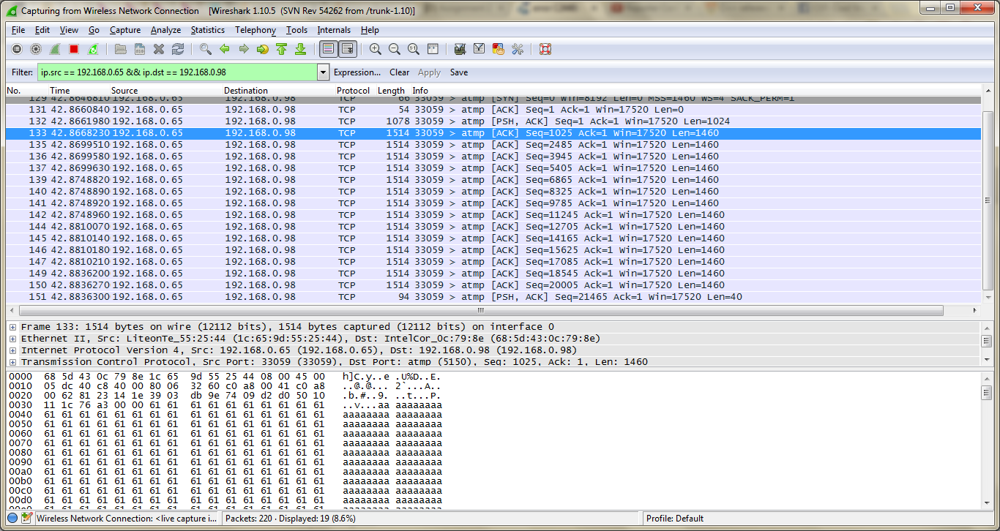 Capturing from Wireless Network Connection [Wireshark 1.10.5 (SVN Rev 54262 from /trunk-1.10)]
File Edit View Go Capture Analyze Statistics Telephony Tools Internals Help
Filter: ip.src == 192.168.0.65 && ip.dst == 192.168.0.98 Expression... Clear Apply Save
No. Time Source Destination Protocol Length Info
129 42.8646810 192.168.0.65 192.168.0.98 TCP 66 33059 > atmp [SYN] Seq=0 Win=8192 Len=0 MSS=1460 WS=4 SACK_PERM=1
131 42.8660840 192.168.0.65 192.168.0.98 TCP 54 33059 > atmp [ACK] Seq=1 Ack=1 Win=17520 Len=0
132 42.8661980 192.168.0.65 192.168.0.98 TCP 1078 33059 > atmp [PSH, ACK] Seq=1 Ack=1 Win=17520 Len=1024
133 42.8668230 192.168.0.65 192.168.0.98 TCP 1514 33059 > atmp [ACK] Seq=1025 Ack=1 Win=17520 Len=1460
135 42.8699510 192.168.0.65 192.168.0.98 TCP 1514 33059 > atmp [ACK] Seq=2485 Ack=1 Win=17520 Len=1460
136 42.8699580 192.168.0.65 192.168.0.98 TCP 1514 33059 > atmp [ACK] Seq=3945 Ack=1 Win=17520 Len=1460
137 42.8699630 192.168.0.65 192.168.0.98 TCP 1514 33059 > atmp [ACK] Seq=5405 Ack=1 Win=17520 Len=1460
139 42.8748820 192.168.0.65 192.168.0.98 TCP 1514 33059 > atmp [ACK] Seq=6865 Ack=1 Win=17520 Len=1460
140 42.8748890 192.168.0.65 192.168.0.98 TCP 1514 33059 > atmp [ACK] Seq=8325 Ack=1 Win=17520 Len=1460
141 42.8748920 192.168.0.65 192.168.0.98 TCP 1514 33059 > atmp [ACK] Seq=9785 Ack=1 Win=17520 Len=1460
142 42.8748960 192.168.0.65 192.168.0.98 TCP 1514 33059 > atmp [ACK] Seq=11245 Ack=1 Win=17520 Len=1460
144 42.8810070 192.168.0.65 192.168.0.98 TCP 1514 33059 > atmp [ACK] Seq=12705 Ack=1 Win=17520 Len=1460
145 42.8810140 192.168.0.65 192.168.0.98 TCP 1514 33059 > atmp [ACK] Seq=14165 Ack=1 Win=17520 Len=1460
146 42.8810180 192.168.0.65 192.168.0.98 TCP 1514 33059 > atmp [ACK] Seq=15625 Ack=1 Win=17520 Len=1460
147 42.8810210 192.168.0.65 192.168.0.98 TCP 1514 33059 > atmp [ACK] Seq=17085 Ack=1 Win=17520 Len=1460
149 42.8836200 192.168.0.65 192.168.0.98 TCP 1514 33059 > atmp [ACK] Seq=18545 Ack=1 Win=17520 Len=1460
150 42.8836270 192.168.0.65 192.168.0.98 TCP 1514 33059 > atmp [ACK] Seq=20005 Ack=1 Win=17520 Len=1460
151 42.8836300 192.168.0.65 192.168.0.98 TCP 94 33059 > atmp [PSH, ACK] Seq=21465 Ack=1 Win=17520 Len=40
Frame 133: 1514 bytes on wire (12112 bits), 1514 bytes captured (12112 bits) on interface 0
Ethernet II, Src: LiteonTe_55:25:44 (1c:65:9d:55:25:44), Dst: IntelCor_0c:79:8e (68:5d:43:0c:79:8e)
Internet Protocol Version 4, Src: 192.168.0.65 (192.168.0.65), Dst: 192.168.0.98 (192.168.0.98)
Transmission Control Protocol, Src Port: 33059 (33059), Dst Port: atmp (5150), Seq: 1025, Ack: 1, Len: 1460
0000 68 5d 43 0c 79 8e 1c 65 9d 55 25 44 08 00 45 00 h]C.y..e .U%D..E.
0010 05 dc 40 c8 40 00 80 06 32 60 c0 a8 00 41 c0 a8 ..@.@... 2`...A..
0020 00 62 81 23 14 1e 39 03 db 9e 74 09 d2 d0 50 10 .b.#..9. ..t...P.
0030 11 1c 76 a3 00 00 61 61 61 61 61 61 61 61 61 61 ..v...aa aaaaaaaa
0040 61 61 61 61 61 61 61 61 61 61 61 61 61 61 61 61 aaaaaaaa aaaaaaaa
0050 61 61 61 61 61 61 61 61 61 61 61 61 61 61 61 61 aaaaaaaa aaaaaaaa
0060 61 61 61 61 61 61 61 61 61 61 61 61 61 61 61 61 aaaaaaaa aaaaaaaa
0070 61 61 61 61 61 61 61 61 61 61 61 61 61 61 61 61 aaaaaaaa aaaaaaaa
0080 61 61 61 61 61 61 61 61 61 61 61 61 61 61 61 61 aaaaaaaa aaaaaaaa
0090 61 61 61 61 61 61 61 61 61 61 61 61 61 61 61 61 aaaaaaaa aaaaaaaa
00a0 61 61 61 61 61 61 61 61 61 61 61 61 61 61 61 61 aaaaaaaa aaaaaaaa
00b0 61 61 61 61 61 61 61 61 61 61 61 61 61 61 61 61 aaaaaaaa aaaaaaaa
00c0 61 61 61 61 61 61 61 61 61 61 61 61 61 61 61 61 aaaaaaaa aaaaaaaa
00d0 61 61 61 61 61 61 61 61 61 61 61 61 61 61 61 61 aaaaaaaa aaaaaaaa
Wireless Network Connection: <live capture i... Packets: 220 · Displayed: 19 (8.6%) Profile: Default